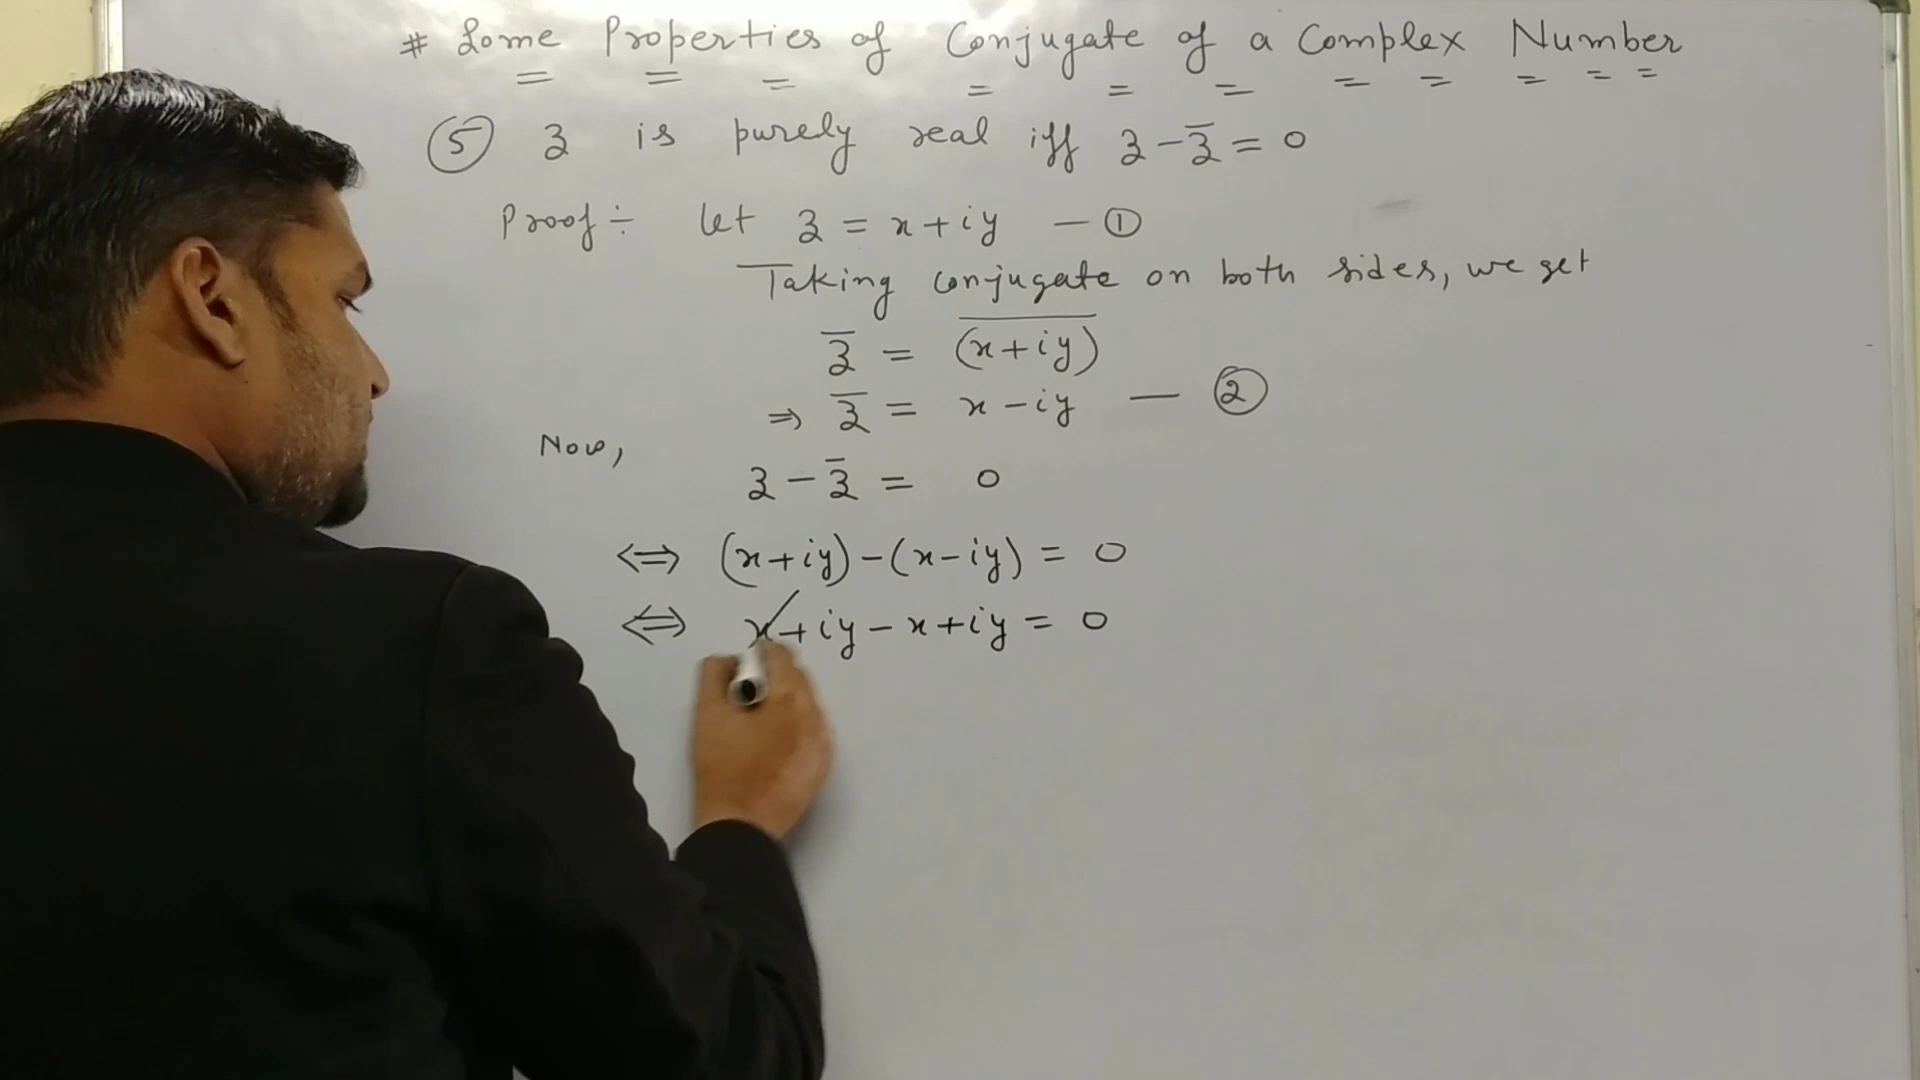 # Some Properties of Conjugate of a Complex Number
⑤ z is purely real iff z - z̅ = 0
Proof ÷ let z = x + iy — ①
Taking conjugate on both sides, we get
z̅ = \overline{(x+iy)}
⇒ z̅ = x - iy — ②
Now,
z - z̅ = 0
⇔ (x+iy) - (x-iy) = 0
⇔ x + iy - x + iy = 0